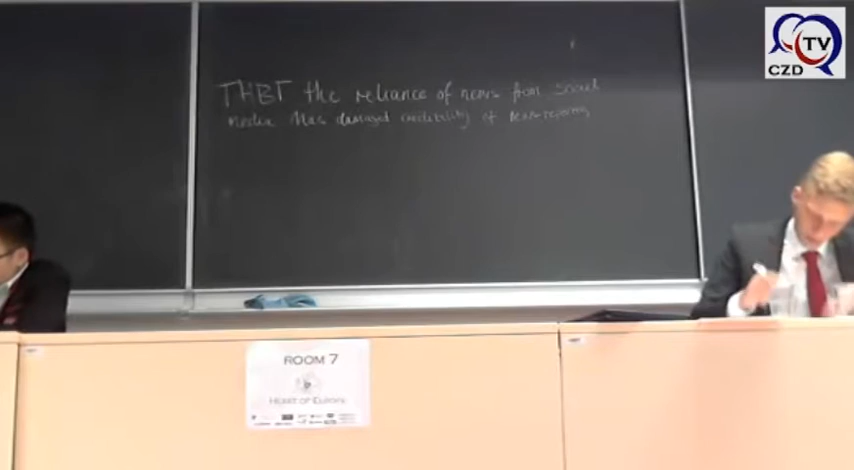 TV
CZD
THBT the reliance of news from social
media has damaged credibility of
ROOM 7
HEART OF EUROPE